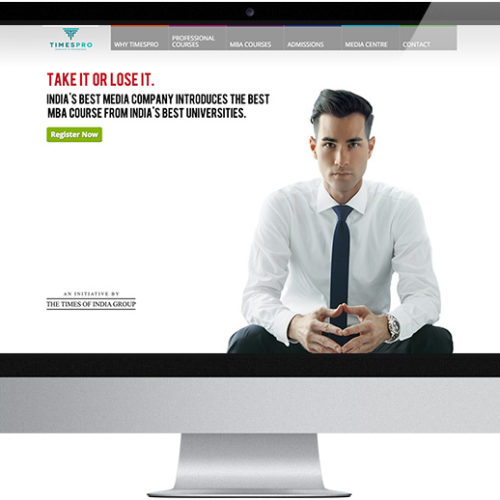 TIMESPRO
WHY TIMESPRO
PROFESSIONAL
COURSES
MBA COURSES
ADMISSIONS
MEDIA CENTRE
CONTACT
TAKE IT OR LOSE IT.
INDIA'S BEST MEDIA COMPANY INTRODUCES THE BEST
MBA COURSE FROM INDIA'S BEST UNIVERSITIES.
Register Now
AN INITIATIVE BY
THE TIMES OF INDIA GROUP